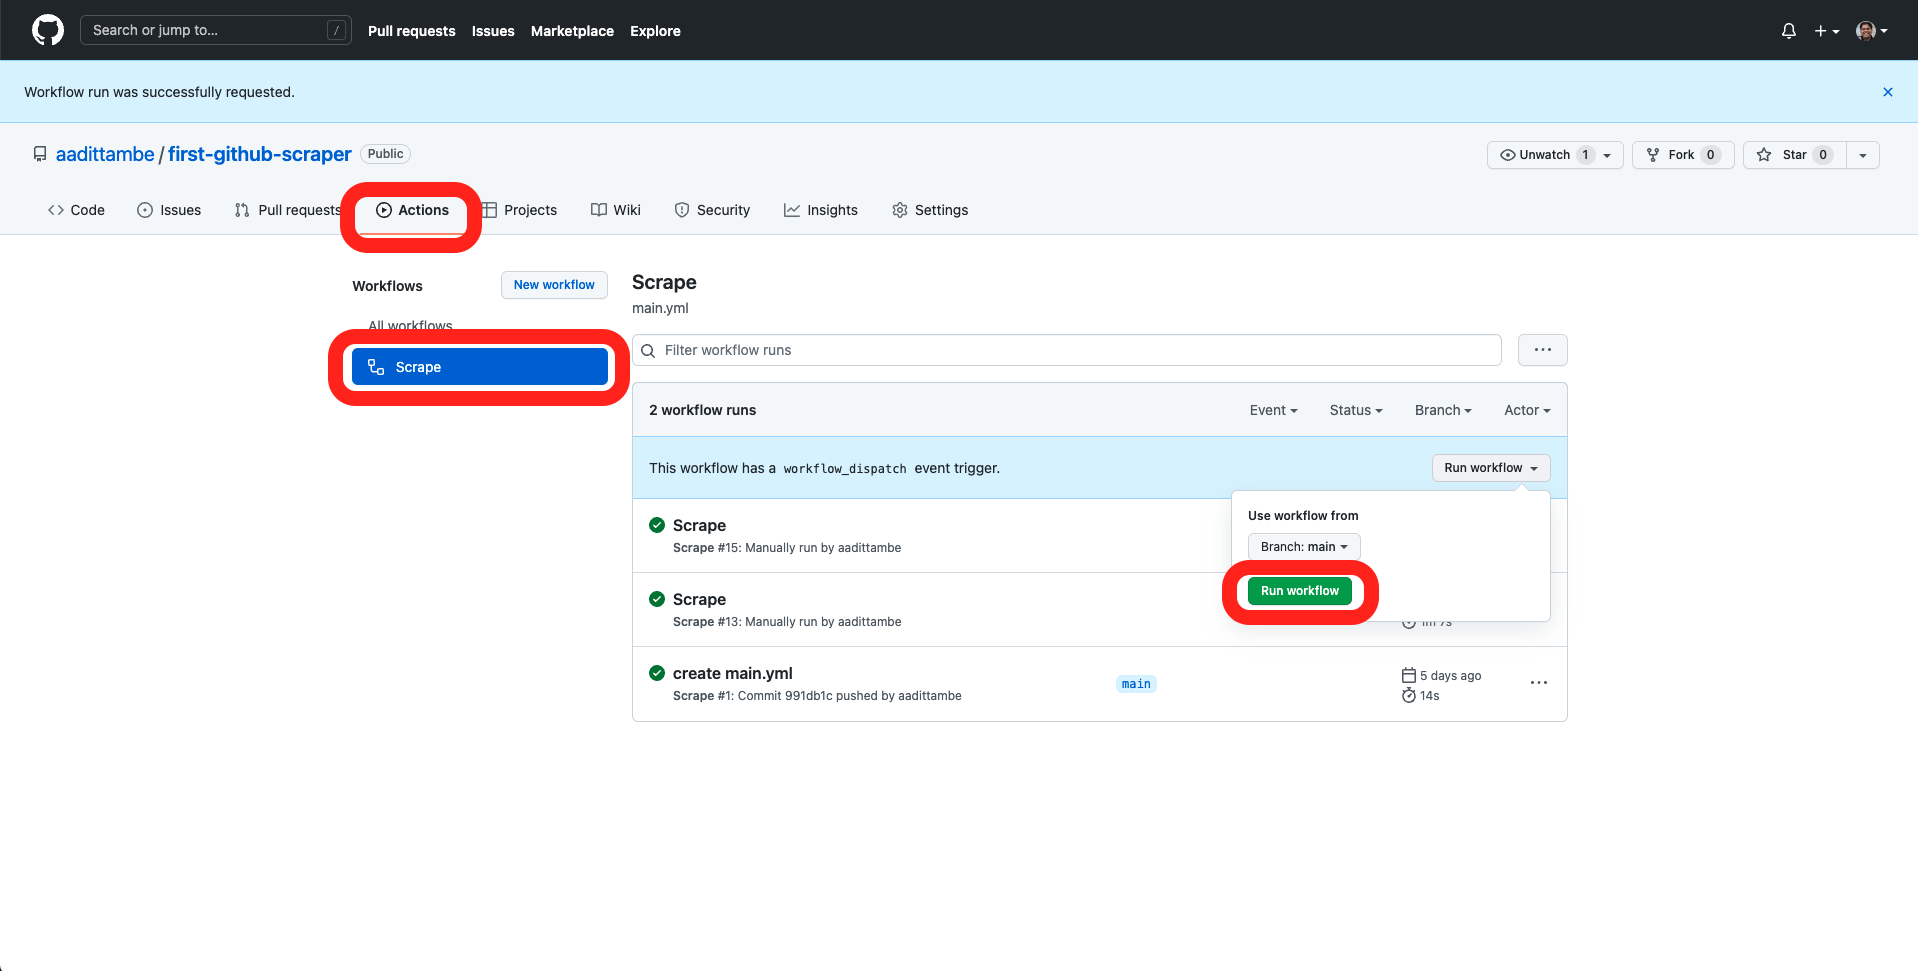 Search or jump to... /
Pull requests Issues Marketplace Explore
Workflow run was successfully requested.
aadittambe / first-github-scraper Public
Unwatch 1 Fork 0 Star 0
Code Issues Pull requests Actions Projects Wiki Security Insights Settings
Workflows New workflow
All workflows
Scrape
Scrape
main.yml
Filter workflow runs
2 workflow runs Event Status Branch Actor
This workflow has a workflow_dispatch event trigger. Run workflow
Use workflow from
Branch: main
Run workflow
Scrape
Scrape #15: Manually run by aadittambe
Scrape
Scrape #13: Manually run by aadittambe
1m 7s
create main.yml
Scrape #1: Commit 991db1c pushed by aadittambe
main
5 days ago
14s